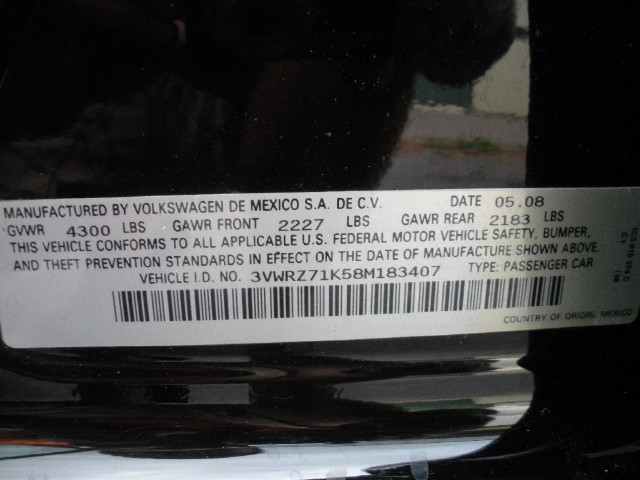 MANUFACTURED BY VOLKSWAGEN DE MEXICO S.A. DE C.V. DATE 05.08
GVWR 4300 LBS GAWR FRONT 2227 LBS GAWR REAR 2183 LBS
THIS VEHICLE CONFORMS TO ALL APPLICABLE U.S. FEDERAL MOTOR VEHICLE SAFETY, BUMPER,
AND THEFT PREVENTION STANDARDS IN EFFECT ON THE DATE OF MANUFACTURE SHOWN ABOVE.
VEHICLE I.D. NO. 3VWRZ71K58M183407 TYPE: PASSENGER CAR
COUNTRY OF ORIGIN: MEXICO